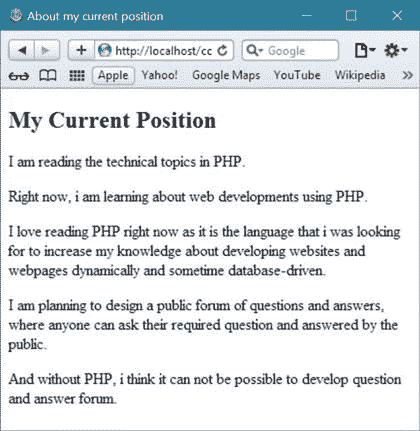 About my current position
http://localhost/cc
Google
Apple Yahoo! Google Maps YouTube Wikipedia »
My Current Position
I am reading the technical topics in PHP.
Right now, i am learning about web developments using PHP.
I love reading PHP right now as it is the language that i was looking
for to increase my knowledge about developing websites and
webpages dynamically and sometime database-driven.
I am planning to design a public forum of questions and answers,
where anyone can ask their required question and answered by the
public.
And without PHP, i think it can not be possible to develop question
and answer forum.